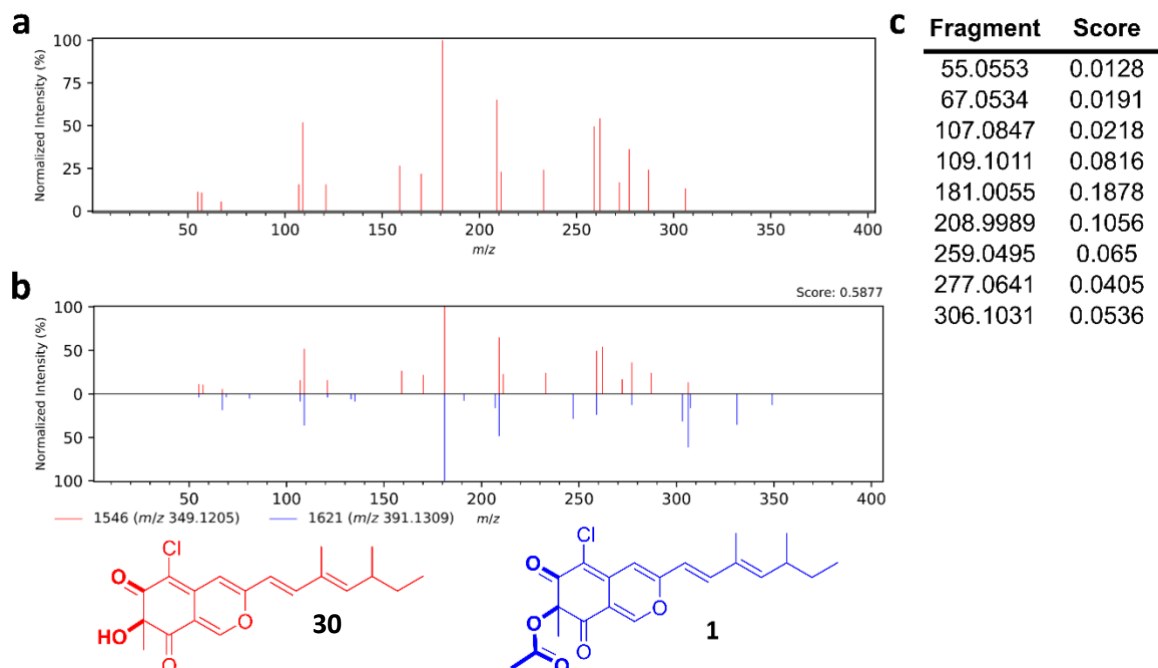 a
Normalized Intensity (%)
100
75
50
25
0
50
100
150
200
250
300
350
400
m/z
b
Score: 0.5877
Normalized Intensity (%)
100
50
0
50
100
50
100
150
200
250
300
350
400
1546 (m/z 349.1205)
1621 (m/z 391.1309)
m/z
Cl
O
HO
O
O
30
Cl
O
O
O
O
O
1
c
Fragment Score
55.0553 0.0128
67.0534 0.0191
107.0847 0.0218
109.1011 0.0816
181.0055 0.1878
208.9989 0.1056
259.0495 0.065
277.0641 0.0405
306.1031 0.0536